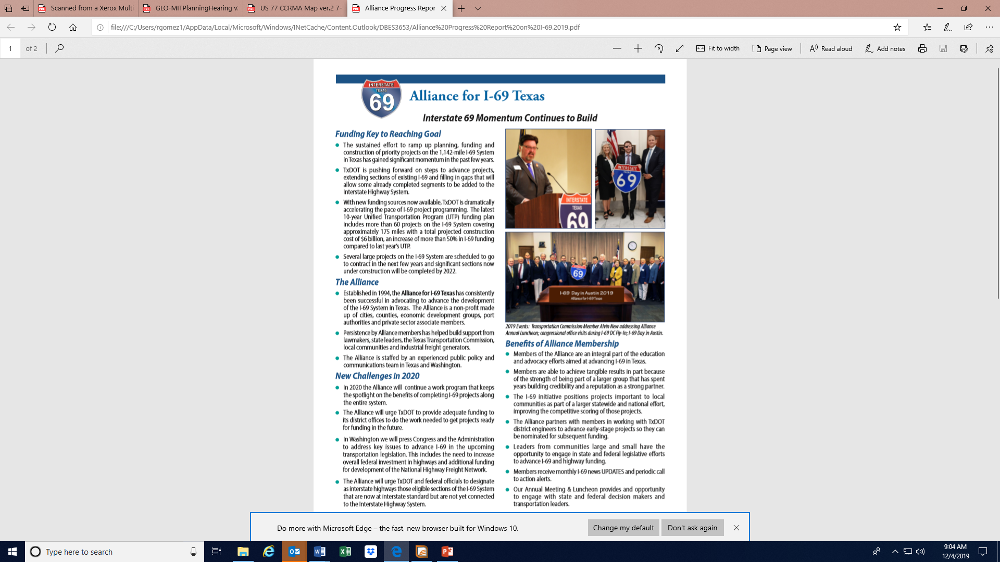 Scanned from a Xerox Multi
GLO-MITPlanningHearing v.
US 77 CCRMA Map ver.2 7-
Alliance Progress Repor
file:///C:/Users/rgomez1/AppData/Local/Microsoft/Windows/INetCache/Content.Outlook/DBES3653/Alliance%20Progress%20Report%20on%20I-69.2019.pdf
1 of 2
Fit to width
Page view
Read aloud
Add notes
INTERSTATE
TEXAS
69
Alliance for I-69 Texas
Interstate 69 Momentum Continues to Build
Funding Key to Reaching Goal
The sustained effort to ramp up planning, funding and
construction of priority projects on the 1,142-mile I-69 System
in Texas has gained significant momentum in the past few years.
TxDOT is pushing forward on steps to advance projects,
extending sections of existing I-69 and filling in gaps that will
allow some already completed segments to be added to the
Interstate Highway System.
With new funding sources now available, TxDOT is dramatically
accelerating the pace of I-69 project programming. The latest
10-year Unified Transportation Program (UTP) funding plan
includes more than 60 projects on the I-69 System covering
approximately 175 miles with a total projected construction
cost of $6 billion, an increase of more than 50% in I-69 funding
compared to last year's UTP.
Several large projects on the I-69 System are scheduled to go
to contract in the next few years and significant sections now
under construction will be completed by 2022.
The Alliance
Established in 1994, the Alliance for I-69 Texas has consistently
been successful in advocating to advance the development
of the I-69 System in Texas. The Alliance is a non-profit made
up of cities, counties, economic development groups, port
authorities and private sector associate members.
Persistence by Alliance members has helped build support from
lawmakers, state leaders, the Texas Transportation Commission,
local communities and industrial freight generators.
The Alliance is staffed by an experienced public policy and
communications team in Texas and Washington.
New Challenges in 2020
In 2020 the Alliance will continue a work program that keeps
the spotlight on the benefits of completing I-69 projects along
the entire system.
The Alliance will urge TxDOT to provide adequate funding to
its district offices to do the work needed to get projects ready
for funding in the future.
In Washington we will press Congress and the Administration
to address key issues to advance I-69 in the upcoming
transportation legislation. This includes the need to increase
overall federal investment in highways and additional funding
for development of the National Highway Freight Network.
The Alliance will urge TxDOT and federal officials to designate
as interstate highways those eligible sections of the I-69 System
that are now at interstate standard but are not yet connected
to the Interstate Highway System.
INTERSTATE
TEXAS
69
INTERSTATE
TEXAS
69
69
I-69 Day in Austin 2019
Alliance for I-69 Texas
2019 Events: Transportation Commission Member Alvin New addressing Alliance
Annual Luncheon; congressional office visits during I-69 DC Fly-In; I-69 Day in Austin.
Benefits of Alliance Membership
Members of the Alliance are an integral part of the education
and advocacy efforts aimed at advancing I-69 in Texas.
Members are able to achieve tangible results in part because
of the strength of being part of a larger group that has spent
years building credibility and a reputation as a strong partner.
The I-69 initiative positions projects important to local
communities as part of a larger statewide and national effort,
improving the competitive scoring of those projects.
The Alliance partners with members in working with TxDOT
district engineers to advance early-stage projects so they can
be nominated for subsequent funding.
Leaders from communities large and small have the
opportunity to engage in state and federal legislative efforts
to advance I-69 and highway funding.
Members receive monthly I-69 news UPDATES and periodic call
to action alerts.
Our Annual Meeting & Luncheon provides and opportunity
to engage with state and federal decision makers and
transportation leaders.
Do more with Microsoft Edge – the fast, new browser built for Windows 10.
Change my default
Don't ask again
Type here to search
9:04 AM
12/4/2019